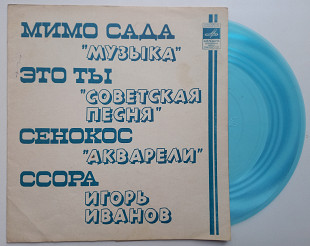 МИМО САДА
"МУЗЫКА"
ЭТО ТЫ
"СОВЕТСКАЯ
ПЕСНЯ"
СЕНОКОС
"АКВАРЕЛИ"
ССОРА
ИГОРЬ
ИВАНОВ